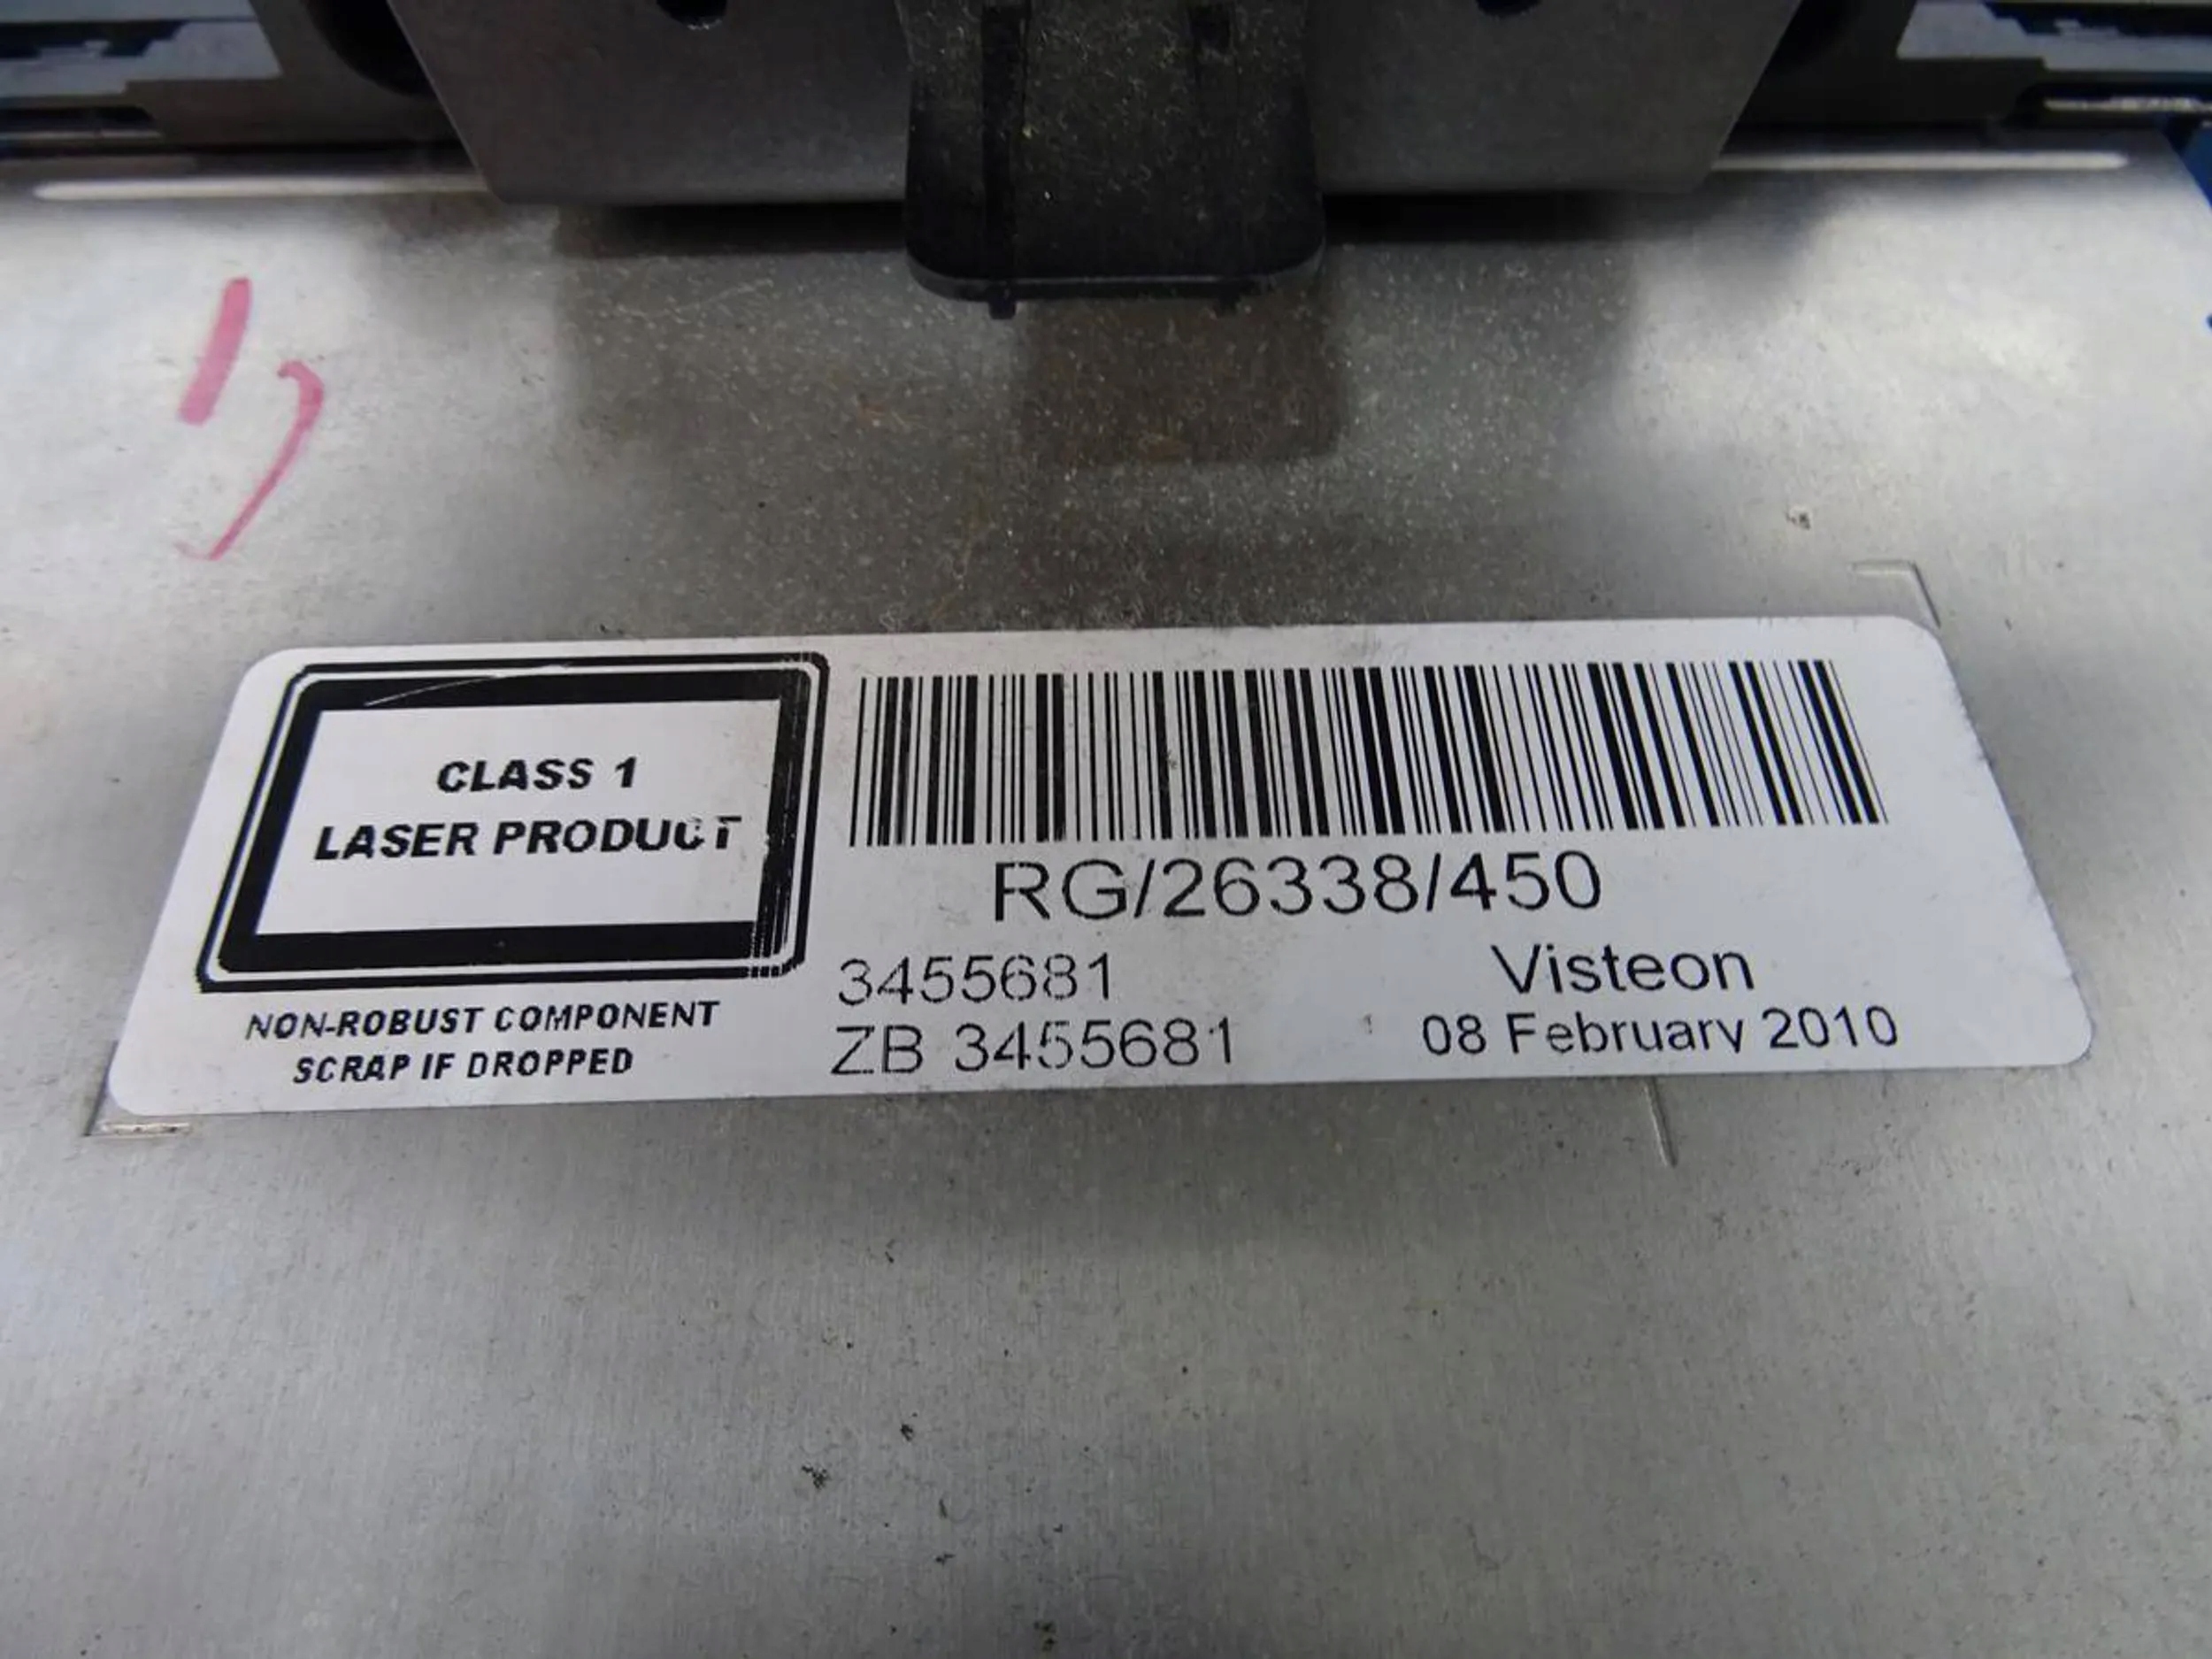 CLASS 1
LASER PRODUCT
NON-ROBUST COMPONENT
SCRAP IF DROPPED
RG/26338/450
3455681
ZB 3455681
Visteon
08 February 2010